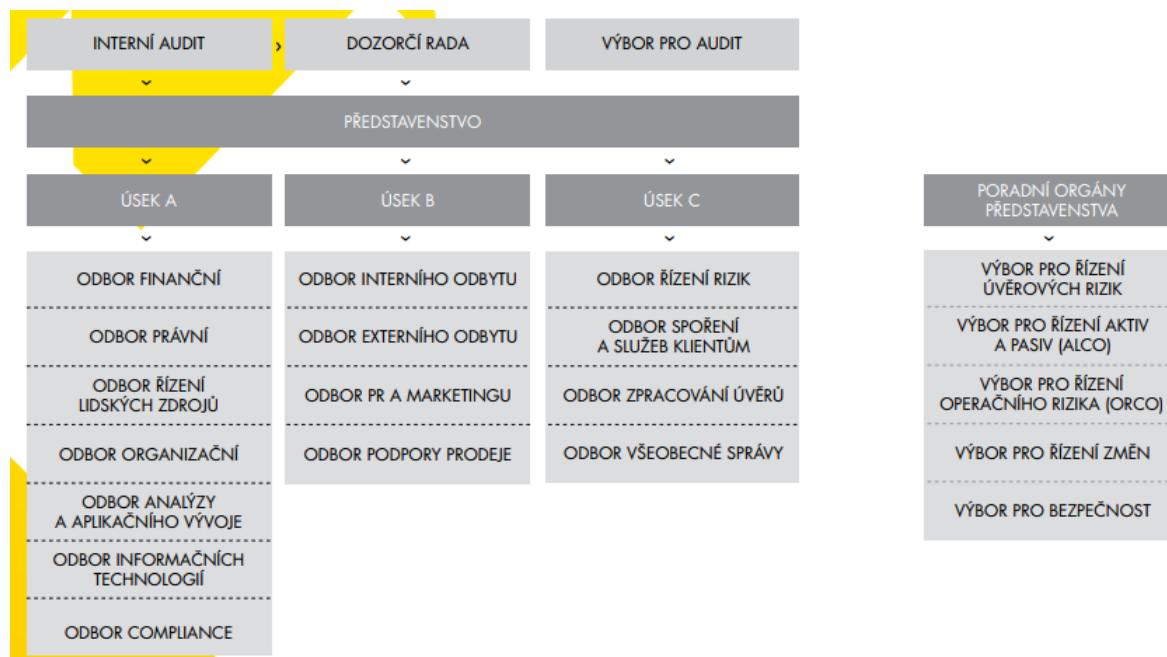 INTERNÍ AUDIT
DOZORČÍ RADA
VÝBOR PRO AUDIT
PŘEDSTAVENSTVO
ÚSEK A
ODBOR FINANČNÍ
ODBOR PRÁVNÍ
ODBOR ŘÍZENÍ
LIDSKÝCH ZDROJŮ
ODBOR ORGANIZAČNÍ
ODBOR ANALÝZY
A APLIKAČNÍHO VÝVOJE
ODBOR INFORMAČNÍCH
TECHNOLOGIÍ
ODBOR COMPLIANCE
ÚSEK B
ODBOR INTERNÍHO ODBYTU
ODBOR EXTERNÍHO ODBYTU
ODBOR PR A MARKETINGU
ODBOR PODPORY PRODEJE
ÚSEK C
ODBOR ŘÍZENÍ RIZIK
ODBOR SPOŘENÍ
A SLUŽEB KLIENTŮM
ODBOR ZPRACOVÁNÍ ÚVĚRŮ
ODBOR VŠEOBECNÉ SPRÁVY
PORADNÍ ORGÁNY
PŘEDSTAVENSTVA
VÝBOR PRO ŘÍZENÍ
ÚVĚROVÝCH RIZIK
VÝBOR PRO ŘÍZENÍ AKTIV
A PASIV (ALCO)
VÝBOR PRO ŘÍZENÍ
OPERAČNÍHO RIZIKA (ORCO)
VÝBOR PRO ŘÍZENÍ ZMĚN
VÝBOR PRO BEZPEČNOST